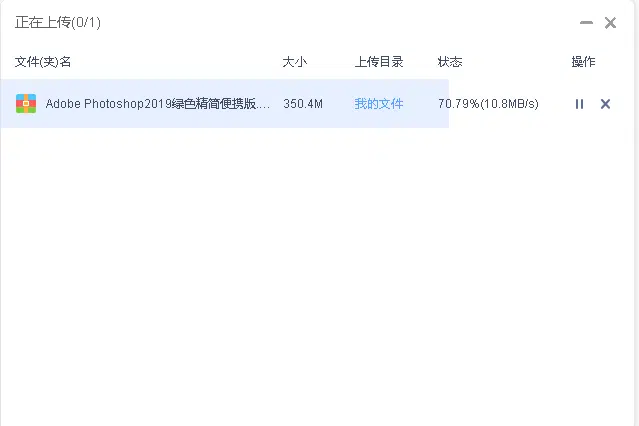 正在上传(0/1)
文件(夹)名 大小 上传目录 状态 操作
Adobe Photoshop2019绿色精简便携版.... 350.4M 我的文件 70.79%(10.8MB/s)